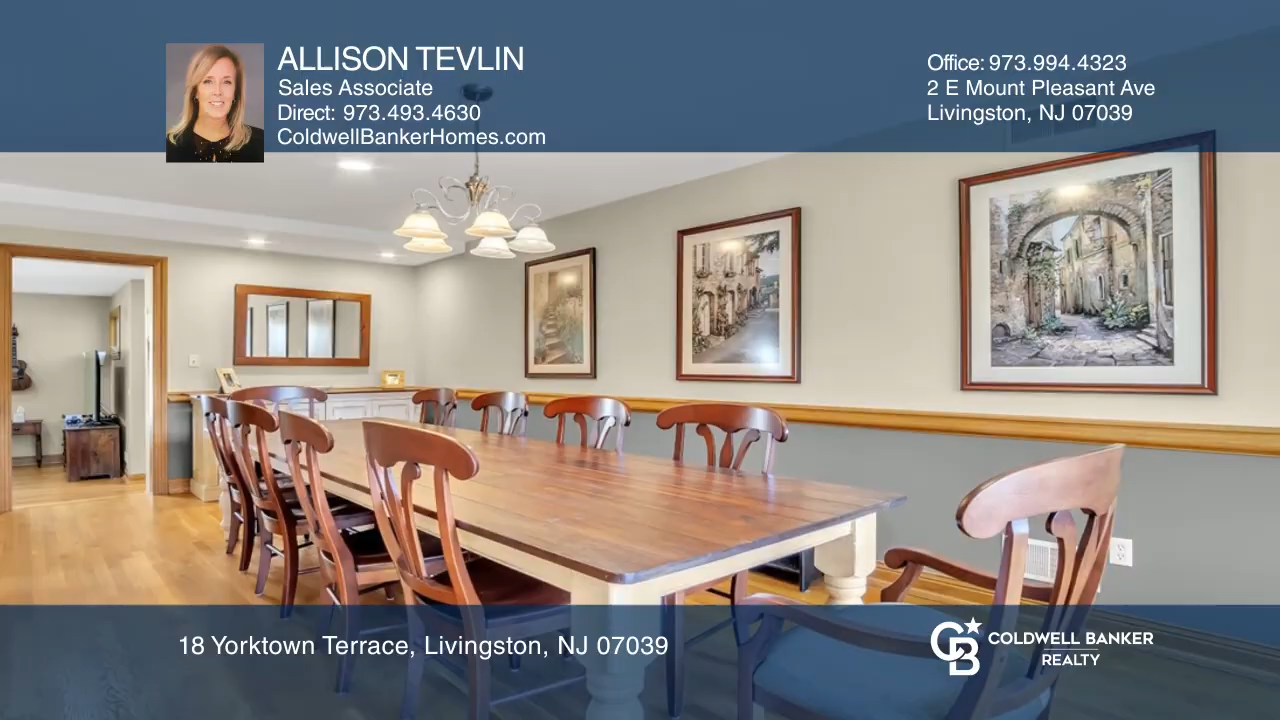 ALLISON TEVLIN
Sales Associate
Direct: 973.493.4630
ColdwellBankerHomes.com
Office: 973.994.4323
2 E Mount Pleasant Ave
Livingston, NJ 07039
18 Yorktown Terrace, Livingston, NJ 07039
CB
COLDWELL BANKER
REALTY